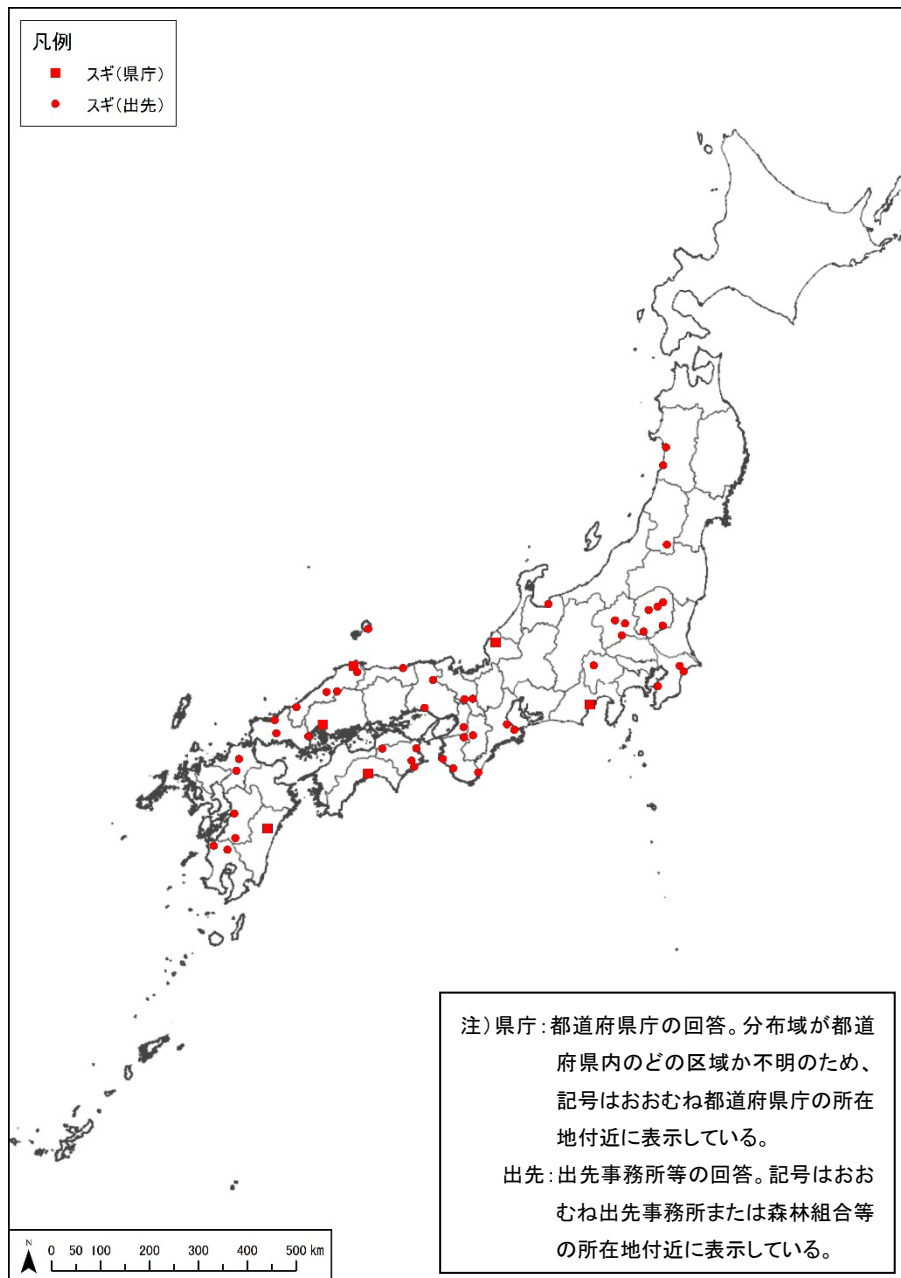 凡例
スギ(県庁)
スギ(出先)
注)県庁:都道府県庁の回答。分布域が都道
府県内のどの区域か不明のため、
記号はおおむね都道府県庁の所在
地付近に表示している。
出先:出先事務所等の回答。記号はおお
むね出先事務所または森林組合等
の所在地付近に表示している。
N
0 50 100 200 300 400 500 km